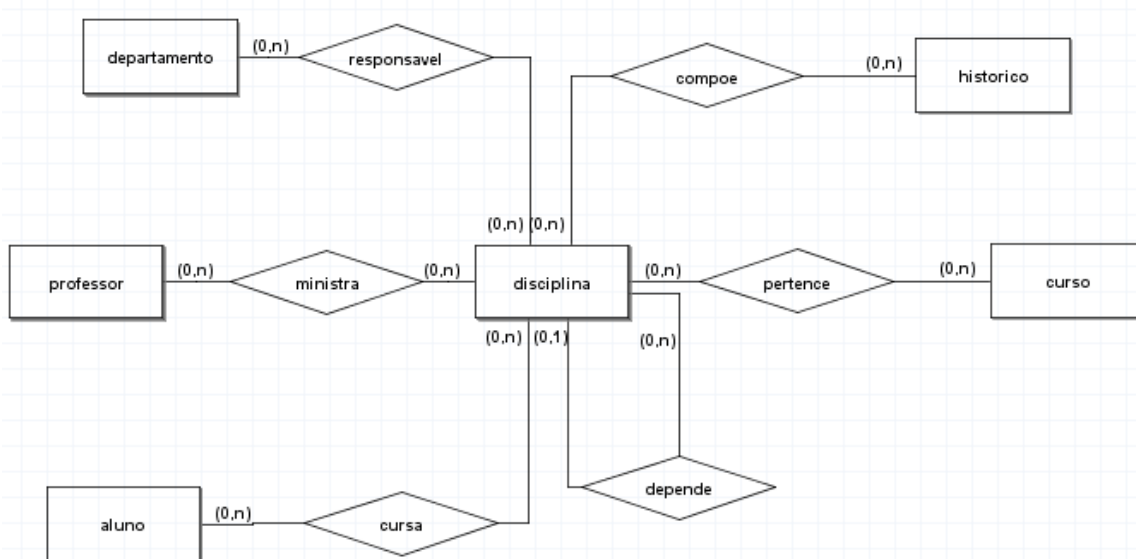 departamento
(0,n)
responsavel
compoe
(0,n)
historico
(0,n)
(0,n)
professor
(0,n)
ministra
(0,n)
disciplina
(0,n)
pertence
(0,n)
curso
(0,n)
(0,1)
(0,n)
depende
aluno
(0,n)
cursa